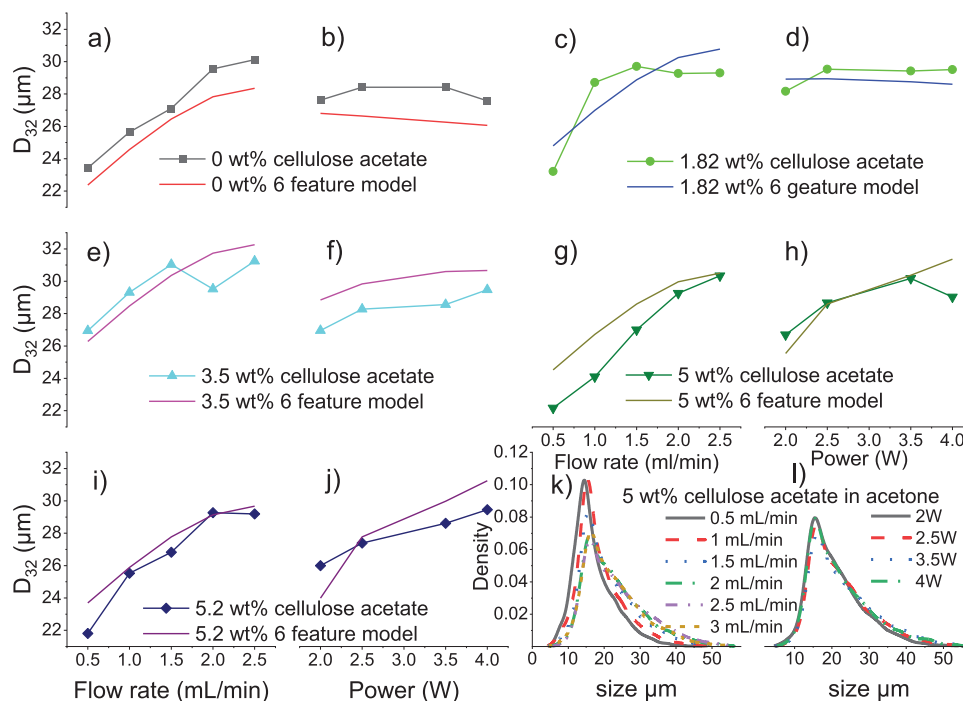 a)
b)
c)
d)
D32 (µm)
32
30
28
26
24
22
0 wt% cellulose acetate
0 wt% 6 feature model
1.82 wt% cellulose acetate
1.82 wt% 6 geature model
e)
f)
g)
h)
D32 (µm)
32
30
28
26
24
22
3.5 wt% cellulose acetate
3.5 wt% 6 feature model
5 wt% cellulose acetate
5 wt% 6 feature model
0.5 1.0 1.5 2.0 2.5
Flow rate (ml/min)
2.0 2.5 3.0 3.5 4.0
Power (W)
i)
j)
D32 (µm)
32
30
28
26
24
22
5.2 wt% cellulose acetate
5.2 wt% 6 feature model
0.5 1.0 1.5 2.0 2.5
Flow rate (mL/min)
2.0 2.5 3.0 3.5 4.0
Power (W)
k)
l)
5 wt% cellulose acetate in acetone
Density
0.12
0.10
0.08
0.06
0.04
0.02
0.5 mL/min
1 mL/min
1.5 mL/min
2 mL/min
2.5 mL/min
3 mL/min
2W
2.5W
3.5W
4W
0 10 20 30 40 50
size µm
10 20 30 40 50
size µm